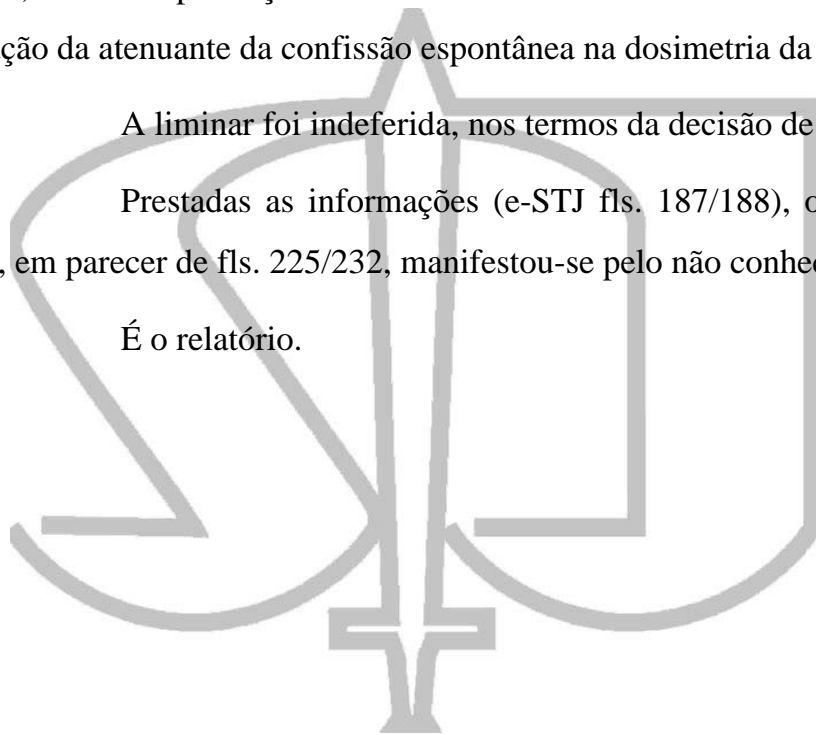 ção da atenuante da confissão espontânea na dosimetria da
A liminar foi indeferida, nos termos da decisão de
Prestadas as informações (e-STJ fls. 187/188), o
, em parecer de fls. 225/232, manifestou-se pelo não conhec
É o relatório.
STJ